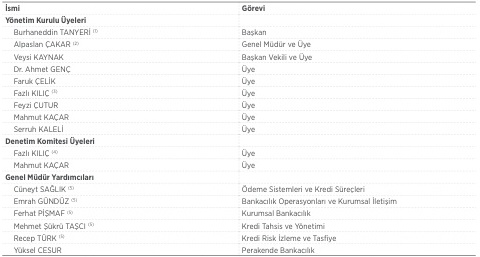 İsmi Görevi
Yönetim Kurulu Üyeleri
Burhaneddin TANYERİ (1) Başkan
Alpaslan ÇAKAR (2) Genel Müdür ve Üye
Veysi KAYNAK Başkan Vekili ve Üye
Dr. Ahmet GENÇ Üye
Faruk ÇELİK Üye
Fazlı KILIÇ (3) Üye
Feyzi ÇUTUR Üye
Mahmut KAÇAR Üye
Serruh KALELİ Üye
Denetim Komitesi Üyeleri
Fazlı KILIÇ (4) Üye
Mahmut KAÇAR Üye
Genel Müdür Yardımcıları
Cüneyt SAĞLIK (5) Ödeme Sistemleri ve Kredi Süreçleri
Emrah GÜNDÜZ (5) Bankacılık Operasyonları ve Kurumsal İletişim
Ferhat PİŞMAF (5) Kurumsal Bankacılık
Mehmet Şükrü TAŞCI (5) Kredi Tahsis ve Yönetimi
Recep TÜRK (5) Kredi Risk İzleme ve Tasfiye
Yüksel CESUR Perakende Bankacılık